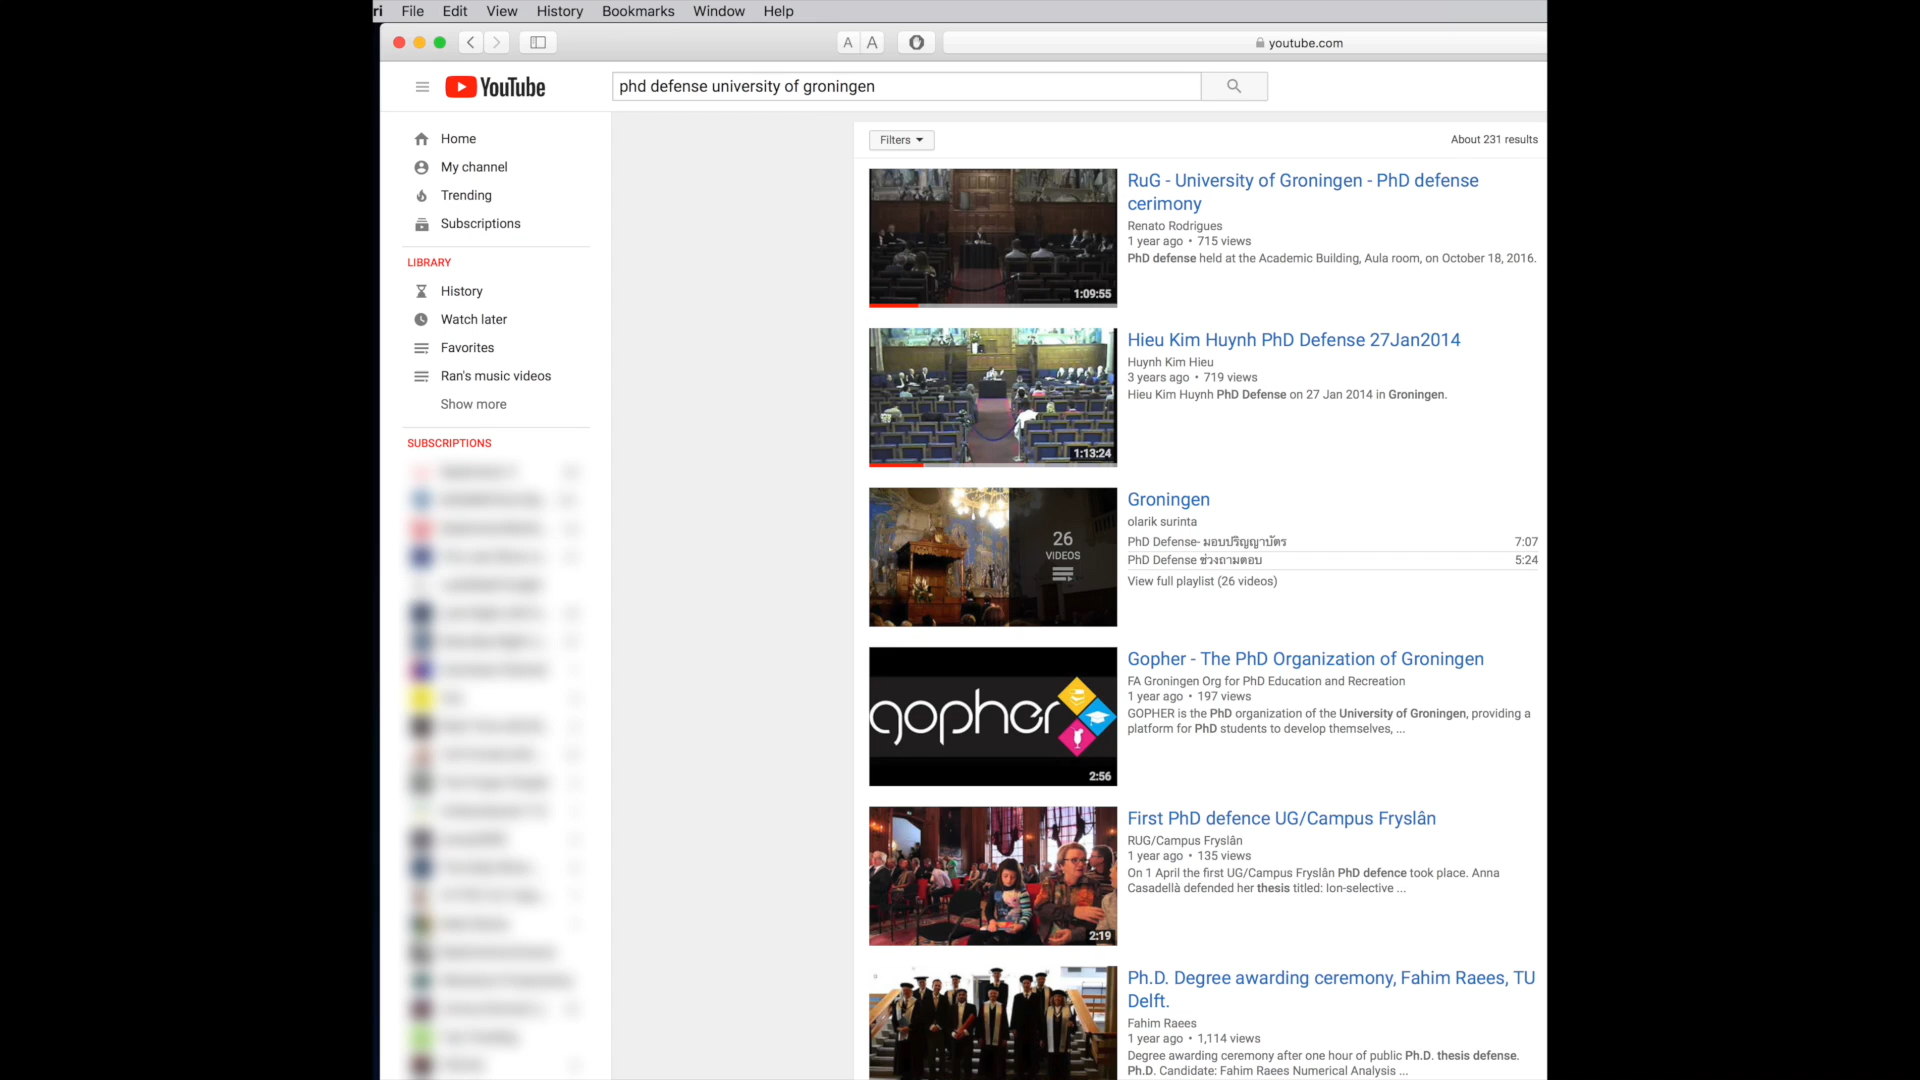 ri File Edit View History Bookmarks Window Help
A A youtube.com
YouTube phd defense university of groningen
Home
My channel
Trending
Subscriptions
LIBRARY
History
Watch later
Favorites
Ran's music videos
Show more
SUBSCRIPTIONS
Filters About 231 results
1:09:55
RuG - University of Groningen - PhD defense
cerimony
Renato Rodrigues
1 year ago • 715 views
PhD defense held at the Academic Building, Aula room, on October 18, 2016.
1:13:24
Hieu Kim Huynh PhD Defense 27Jan2014
Huynh Kim Hieu
3 years ago • 719 views
Hieu Kim Huynh PhD Defense on 27 Jan 2014 in Groningen.
26
VIDEOS
Groningen
olarik surinta
PhD Defense- มอบปริญญาบัตร 7:07
PhD Defense ช่วงถามตอบ 5:24
View full playlist (26 videos)
gopher
2:56
Gopher - The PhD Organization of Groningen
FA Groningen Org for PhD Education and Recreation
1 year ago • 197 views
GOPHER is the PhD organization of the University of Groningen, providing a
platform for PhD students to develop themselves, ...
2:19
First PhD defence UG/Campus Fryslân
RUG/Campus Fryslân
1 year ago • 135 views
On 1 April the first UG/Campus Fryslân PhD defence took place. Anna
Casadellà defended her thesis titled: Ion-selective ...
Ph.D. Degree awarding ceremony, Fahim Raees, TU
Delft.
Fahim Raees
1 year ago • 1,114 views
Degree awarding ceremony after one hour of public Ph.D. thesis defense.
Ph.D. Candidate: Fahim Raees Numerical Analysis ...